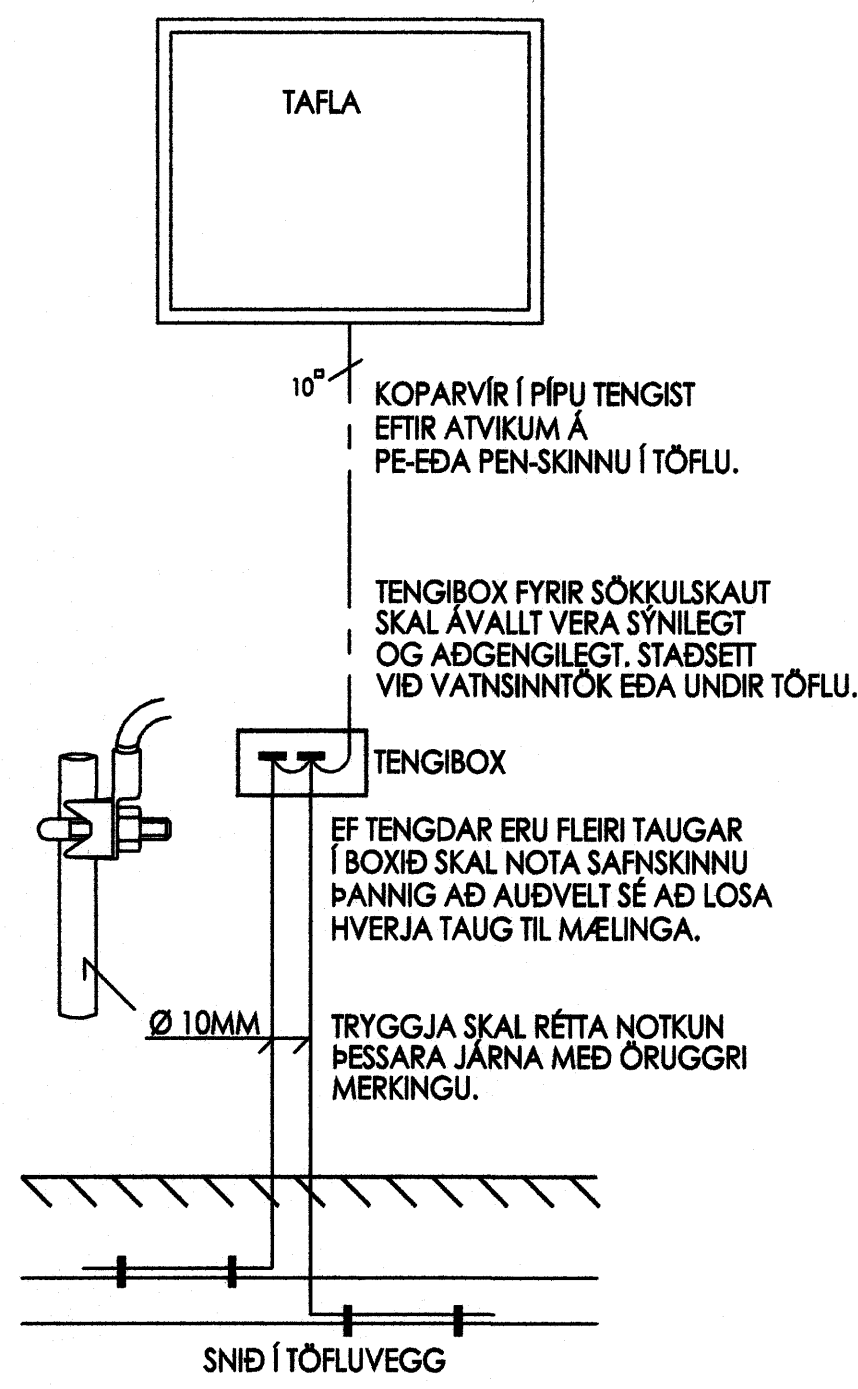 TAFLA
10□
KOPARVÍR Í PÍPU TENGIST
EFTIR ATVIKUM Á
PE-EÐA PEN-SKINNU Í TÖFLU.
TENGIBOX FYRIR SÖKKULSKAUT
SKAL ÁVALLT VERA SÝNILEGT
OG AÐGENGILEGT. STAÐSETT
VIÐ VATNSINNTÖK EÐA UNDIR TÖFLU.
TENGIBOX
EF TENGDAR ERU FLEIRI TAUGAR
Í BOXIÐ SKAL NOTA SAFNSKINNU
ÞANNIG AÐ AUÐVELT SÉ AÐ LOSA
HVERJA TAUG TIL MÆLINGA.
Ø 10MM
TRYGGJA SKAL RÉTTA NOTKUN
ÞESSARA JÁRNA MEÐ ÖRUGGRI
MERKINGU.
SNIÐ Í TÖFLUVEGG